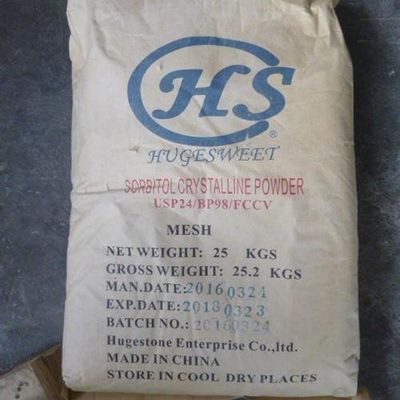 HS
®
HUGESWEET
SORBITOL CRYSTALLINE POWDER
USP24/BP98/FCCV
MESH
NET WEIGHT: 25 KGS
GROSS WEIGHT: 25.2 KGS
MAN.DATE:20160324
EXP.DATE:20180323
BATCH NO.: 20160324
Hugestone Enterprise Co.,ltd.
MADE IN CHINA
STORE IN COOL DRY PLACES